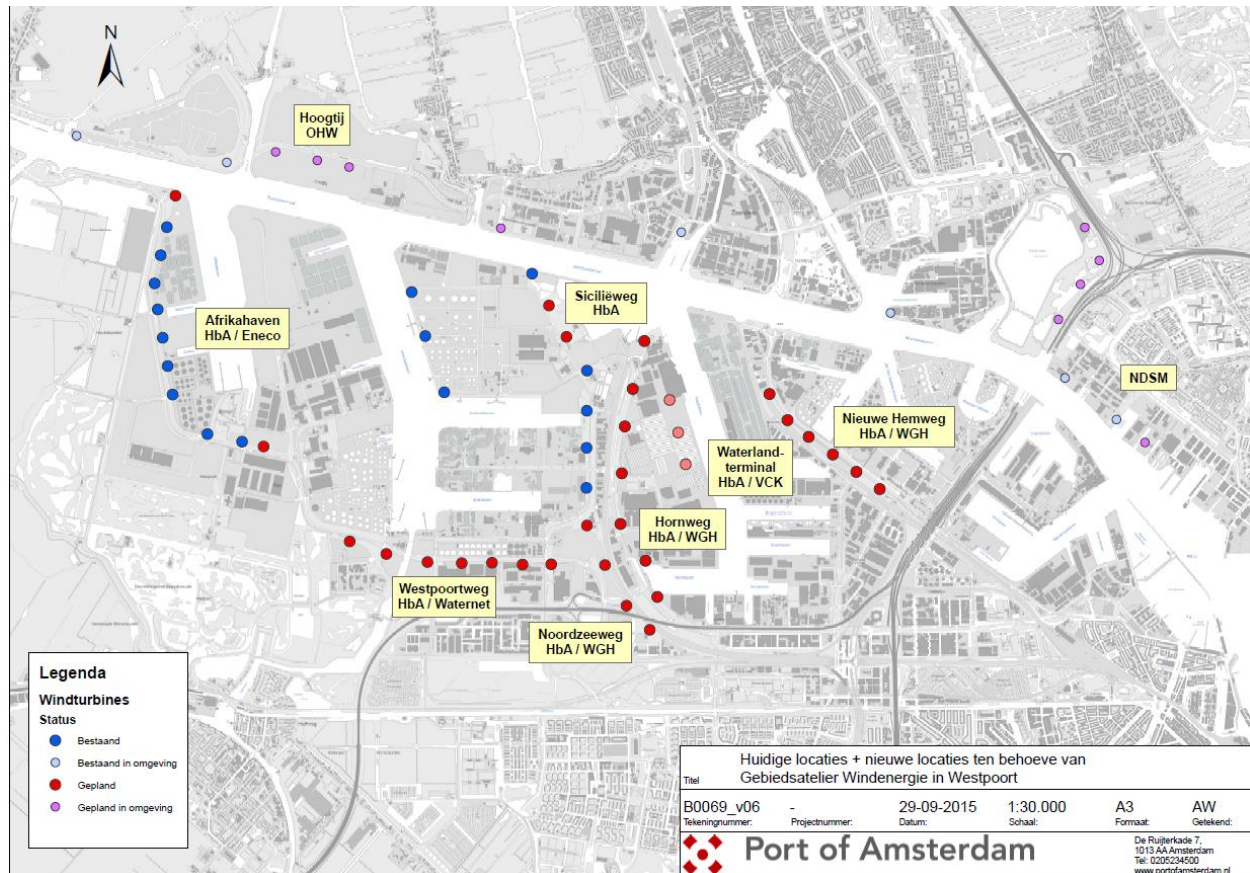 N
Hoogtij
OHW
Afrikahaven
HbA / Eneco
Siciliëweg
HbA
NDSM
Nieuwe Hemweg
HbA / WGH
Waterland-
terminal
HbA / VCK
Hornweg
HbA / WGH
Westpoortweg
HbA / Waternet
Noordzeeweg
HbA / WGH
Legenda
Windturbines
Status
Bestaand
Bestaand in omgeving
Gepland
Gepland in omgeving
Titel
Huidige locaties + nieuwe locaties ten behoeve van
Gebiedsatelier Windenergie in Westpoort
B0069_v06 - 29-09-2015 1:30.000 A3 AW
Tekeningnummer: Projectnummer: Datum: Schaal: Formaat: Getekend:
Port of Amsterdam
De Ruijterkade 7,
1013 AA Amsterdam
Tel: 0205234500
www.portofamsterdam.nl